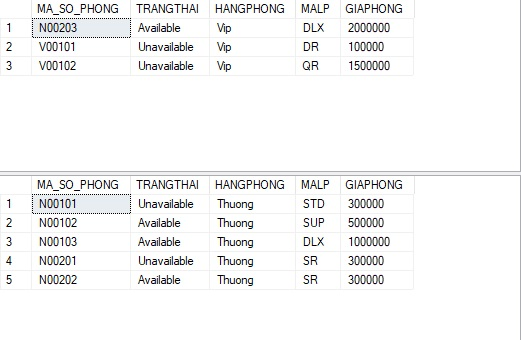 MA_SO_PHONG TRANGTHAI HANGPHONG MALP GIAPHONG
1 N00203 Available Vip DLX 2000000
2 V00101 Unavailable Vip DR 100000
3 V00102 Unavailable Vip QR 1500000
MA_SO_PHONG TRANGTHAI HANGPHONG MALP GIAPHONG
1 N00101 Unavailable Thuong STD 300000
2 N00102 Available Thuong SUP 500000
3 N00103 Available Thuong DLX 1000000
4 N00201 Unavailable Thuong SR 300000
5 N00202 Available Thuong SR 300000